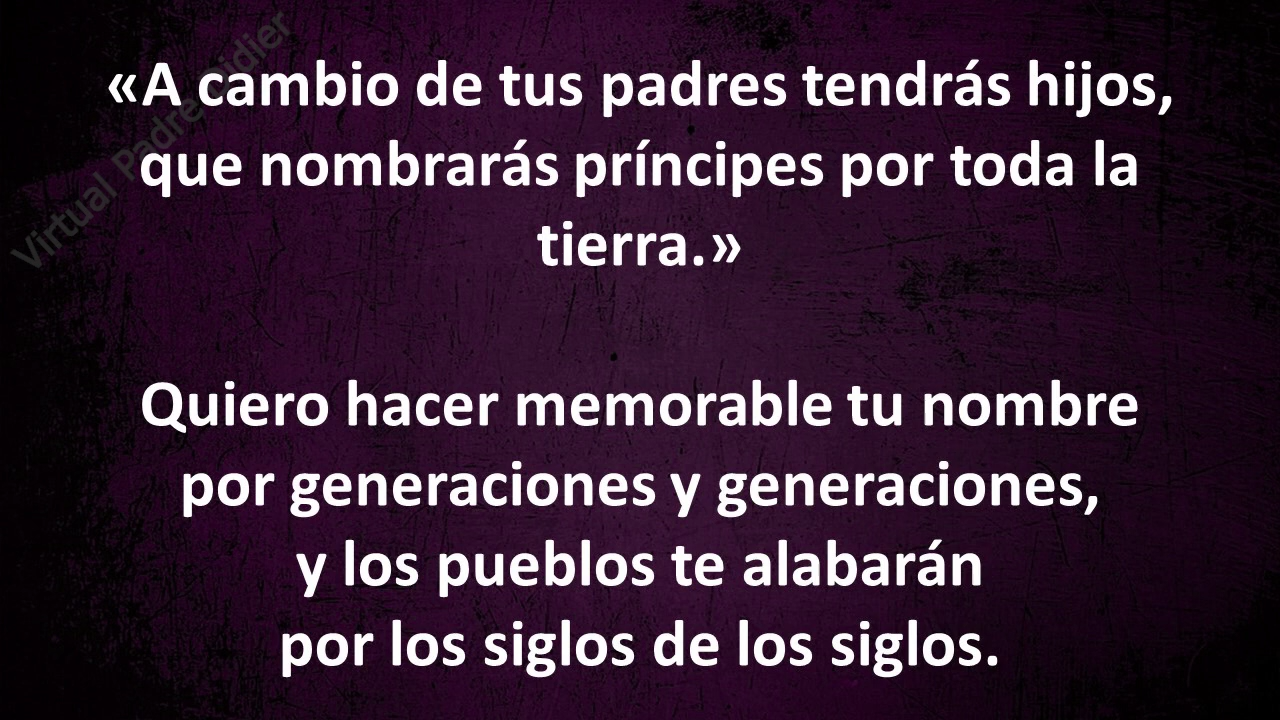 «A cambio de tus padres tendrás hijos,
que nombrarás príncipes por toda la
tierra.»
Quiero hacer memorable tu nombre
por generaciones y generaciones,
y los pueblos te alabarán
por los siglos de los siglos.
Virtual Padre